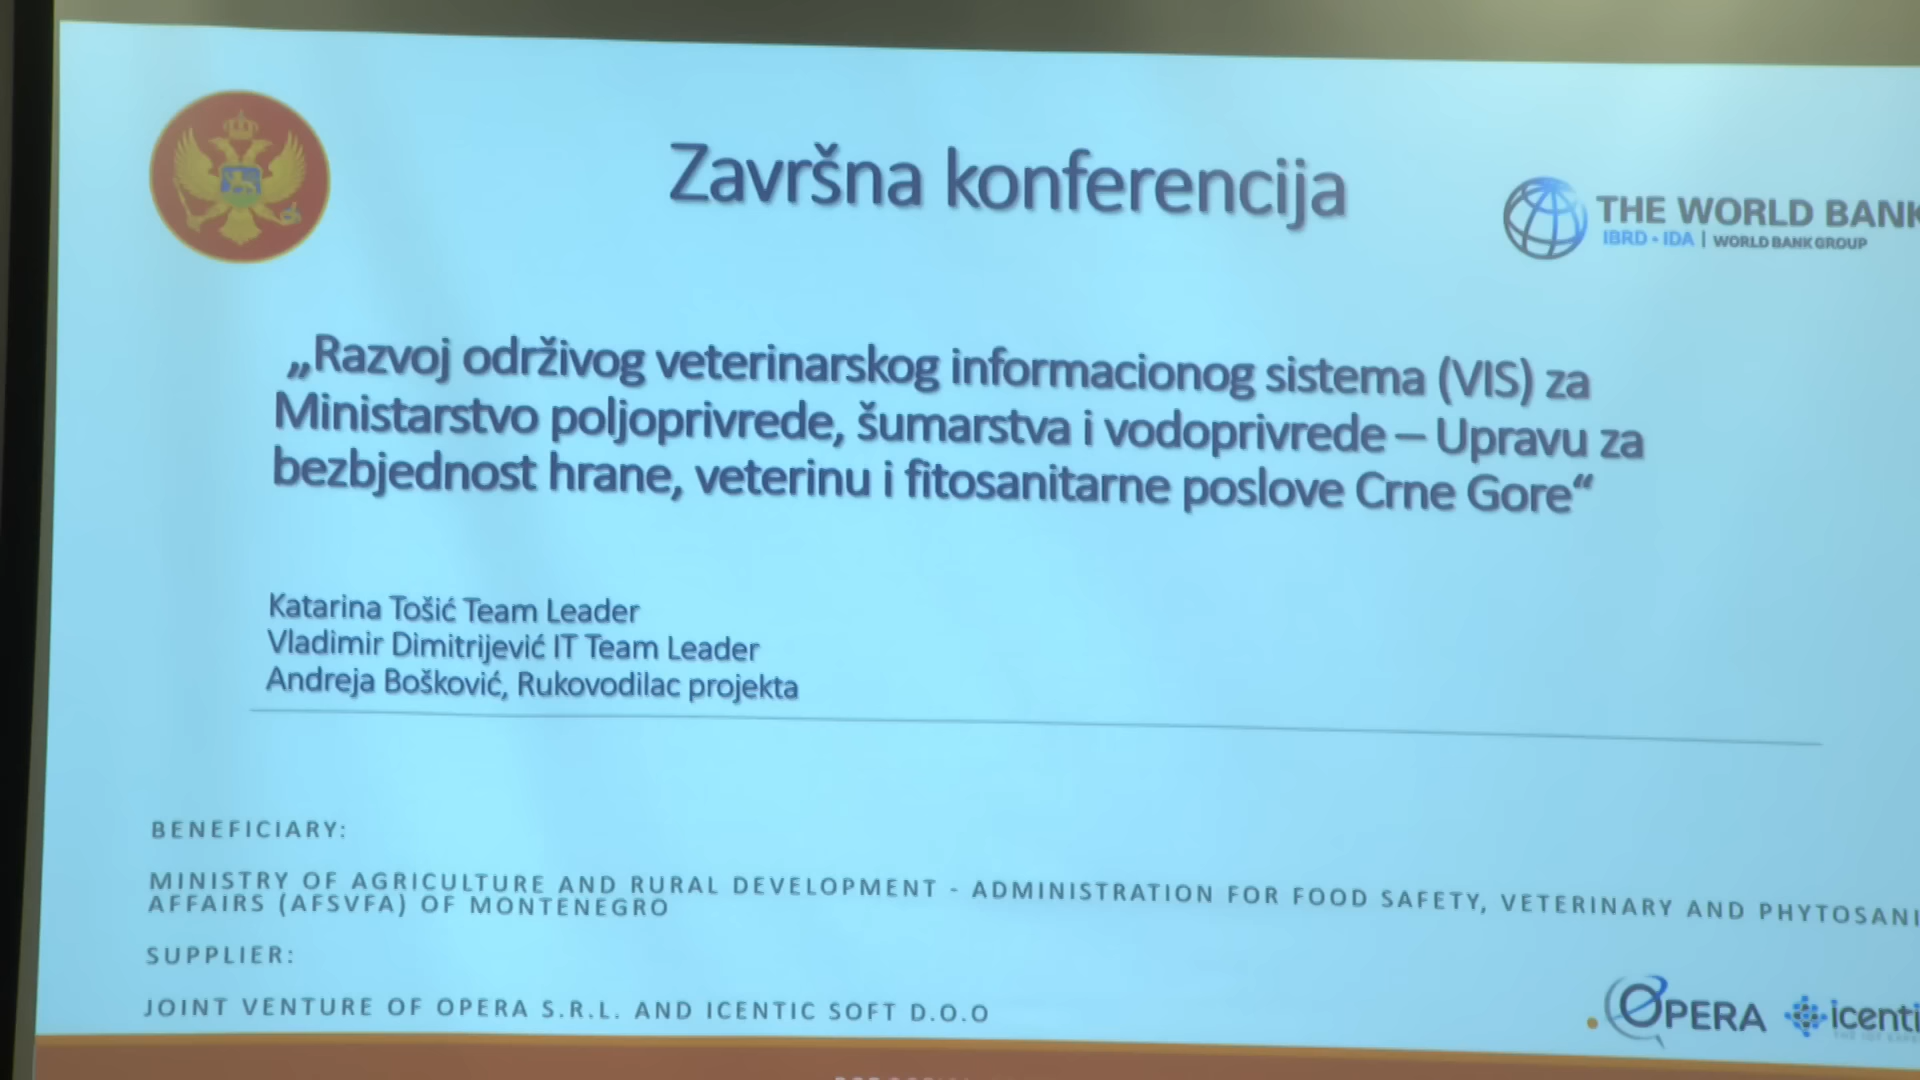 Završna konferencija
THE WORLD BANK
IBRD • IDA | WORLD BANK GROUP
„Razvoj održivog veterinarskog informacionog sistema (VIS) za
Ministarstvo poljoprivrede, šumarstva i vodoprivrede – Upravu za
bezbjednost hrane, veterinu i fitosanitarne poslove Crne Gore“
Katarina Tošić Team Leader
Vladimir Dimitrijević IT Team Leader
Andreja Bošković, Rukovodilac projekta
BENEFICIARY:
MINISTRY OF AGRICULTURE AND RURAL DEVELOPMENT - ADMINISTRATION FOR FOOD SAFETY, VETERINARY AND PHYTOSANI
AFFAIRS (AFSVFA) OF MONTENEGRO
SUPPLIER:
JOINT VENTURE OF OPERA S.R.L. AND ICENTIC SOFT D.O.O
OPERA
icenti